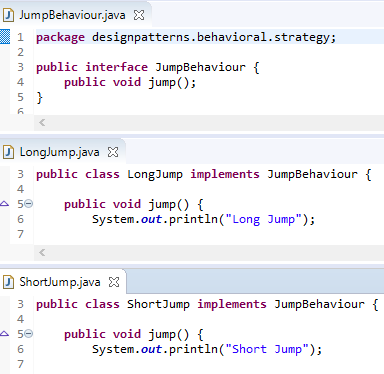 JumpBehaviour.java
1 package designpatterns.behavioral.strategy;
2
3 public interface JumpBehaviour {
4 public void jump();
5 }
6
LongJump.java
3 public class LongJump implements JumpBehaviour {
4
5 public void jump() {
6 System.out.println("Long Jump");
7
ShortJump.java
3 public class ShortJump implements JumpBehaviour {
4
5 public void jump() {
6 System.out.println("Short Jump");
7